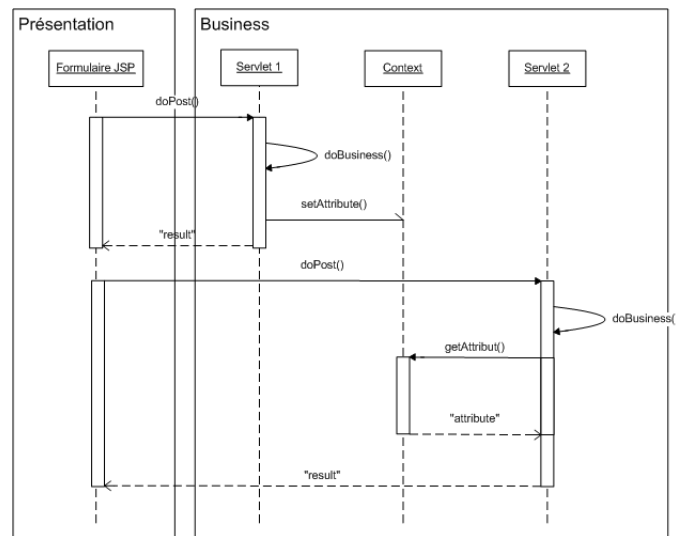 Présentation
Business
Formulaire JSP
Servlet 1
Context
Servlet 2
doPost()
doBusiness()
setAttribute()
"result"
doPost()
doBusiness(
getAttribut()
"attribute"
"result"